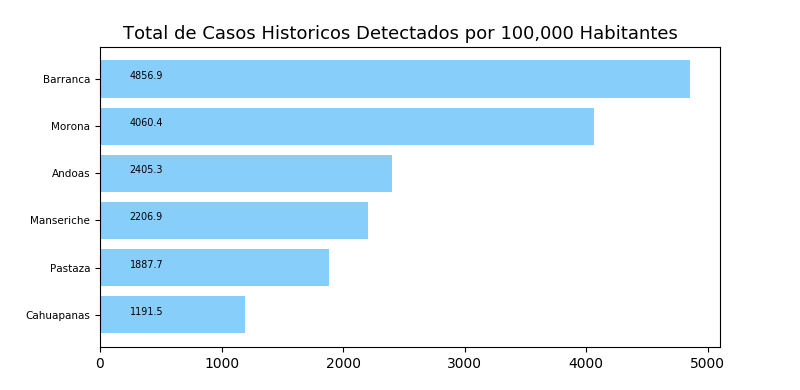 Total de Casos Historicos Detectados por 100,000 Habitantes
Barranca 4856.9
Morona 4060.4
Andoas 2405.3
Manseriche 2206.9
Pastaza 1887.7
Cahuapanas 1191.5
0 1000 2000 3000 4000 5000